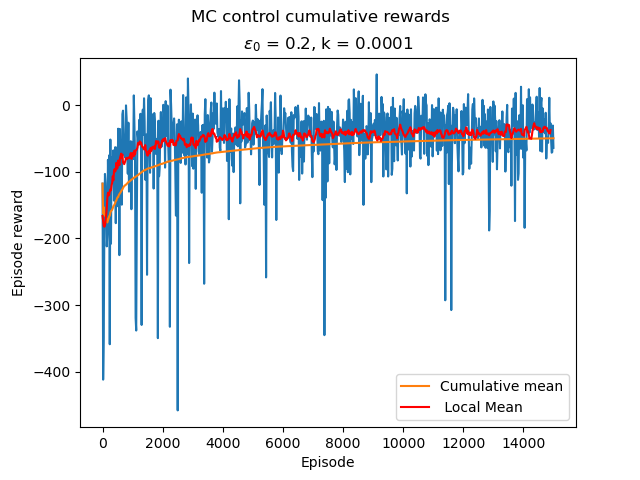 MC control cumulative rewards
ε₀ = 0.2, k = 0.0001
Episode reward
0
−100
−200
−300
−400
0 2000 4000 6000 8000 10000 12000 14000
Episode
Cumulative mean
Local Mean